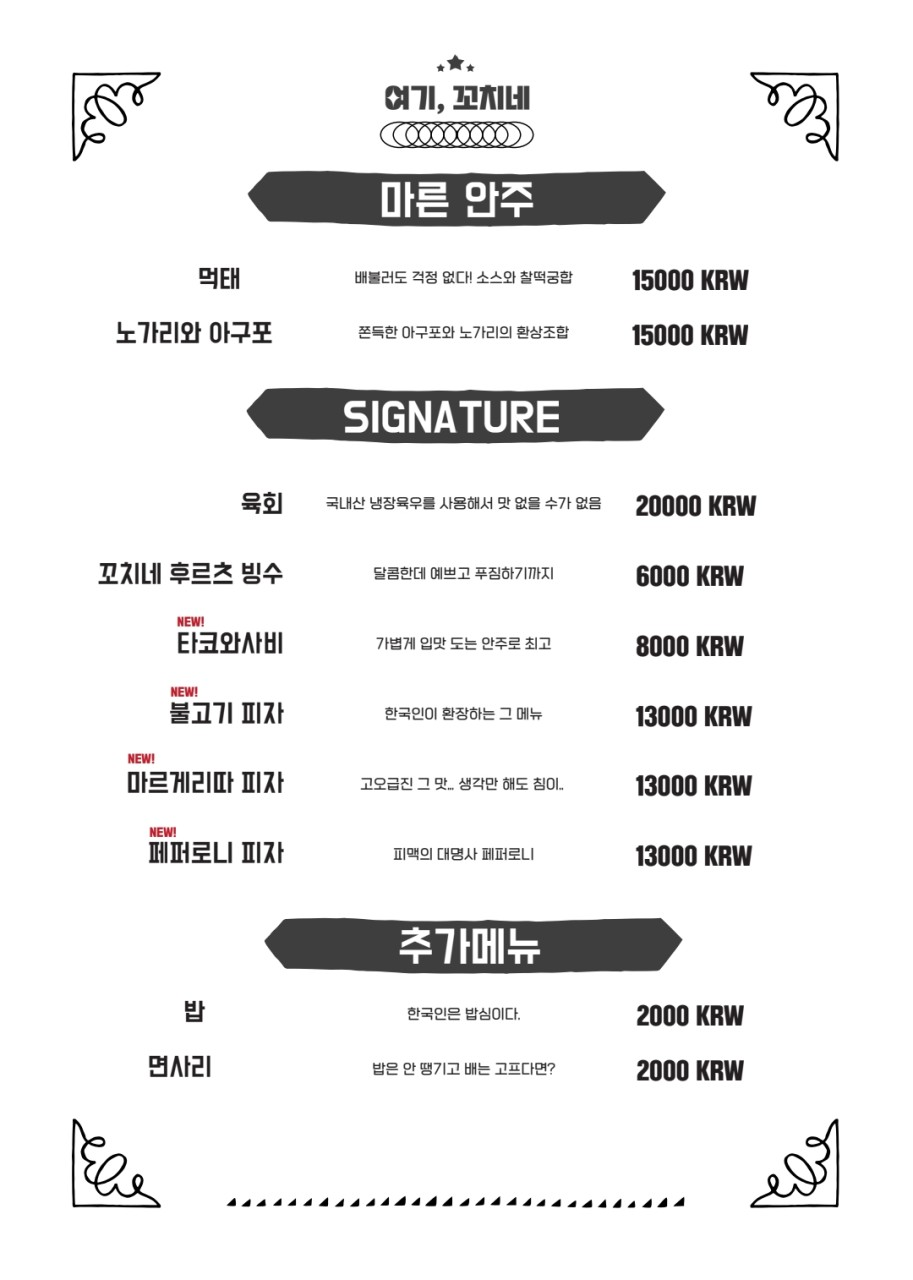 여기, 꼬치네
마른 안주
먹태 배불러도 걱정 없다! 소스와 찰떡궁합 15000 KRW
노가리와 아구포 쫀득한 아구포와 노가리의 환상조합 15000 KRW
SIGNATURE
육회 국내산 냉장육우를 사용해서 맛 없을 수가 없음 20000 KRW
꼬치네 후르츠 빙수 달콤한데 예쁘고 푸짐하기까지 6000 KRW
NEW!
타코와사비 가볍게 입맛 도는 안주로 최고 8000 KRW
NEW!
불고기 피자 한국인이 환장하는 그 메뉴 13000 KRW
NEW!
마르게리따 피자 고오급진 그 맛... 생각만 해도 침이.. 13000 KRW
NEW!
페퍼로니 피자 피맥의 대명사 페퍼로니 13000 KRW
추가메뉴
밥 한국인은 밥심이다. 2000 KRW
면사리 밥은 안 땡기고 배는 고프다면? 2000 KRW